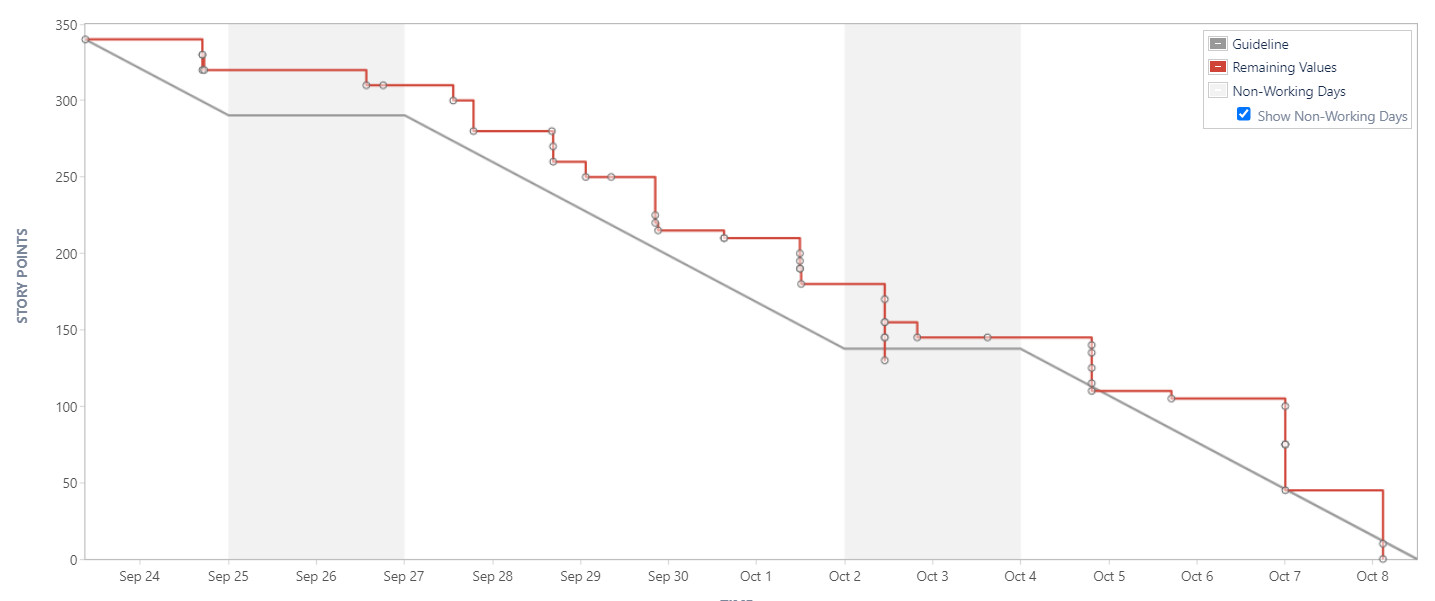 350
300
250
200
150
100
50
0
STORY POINTS
Guideline
Remaining Values
Non-Working Days
Show Non-Working Days
Sep 24 Sep 25 Sep 26 Sep 27 Sep 28 Sep 29 Sep 30 Oct 1 Oct 2 Oct 3 Oct 4 Oct 5 Oct 6 Oct 7 Oct 8